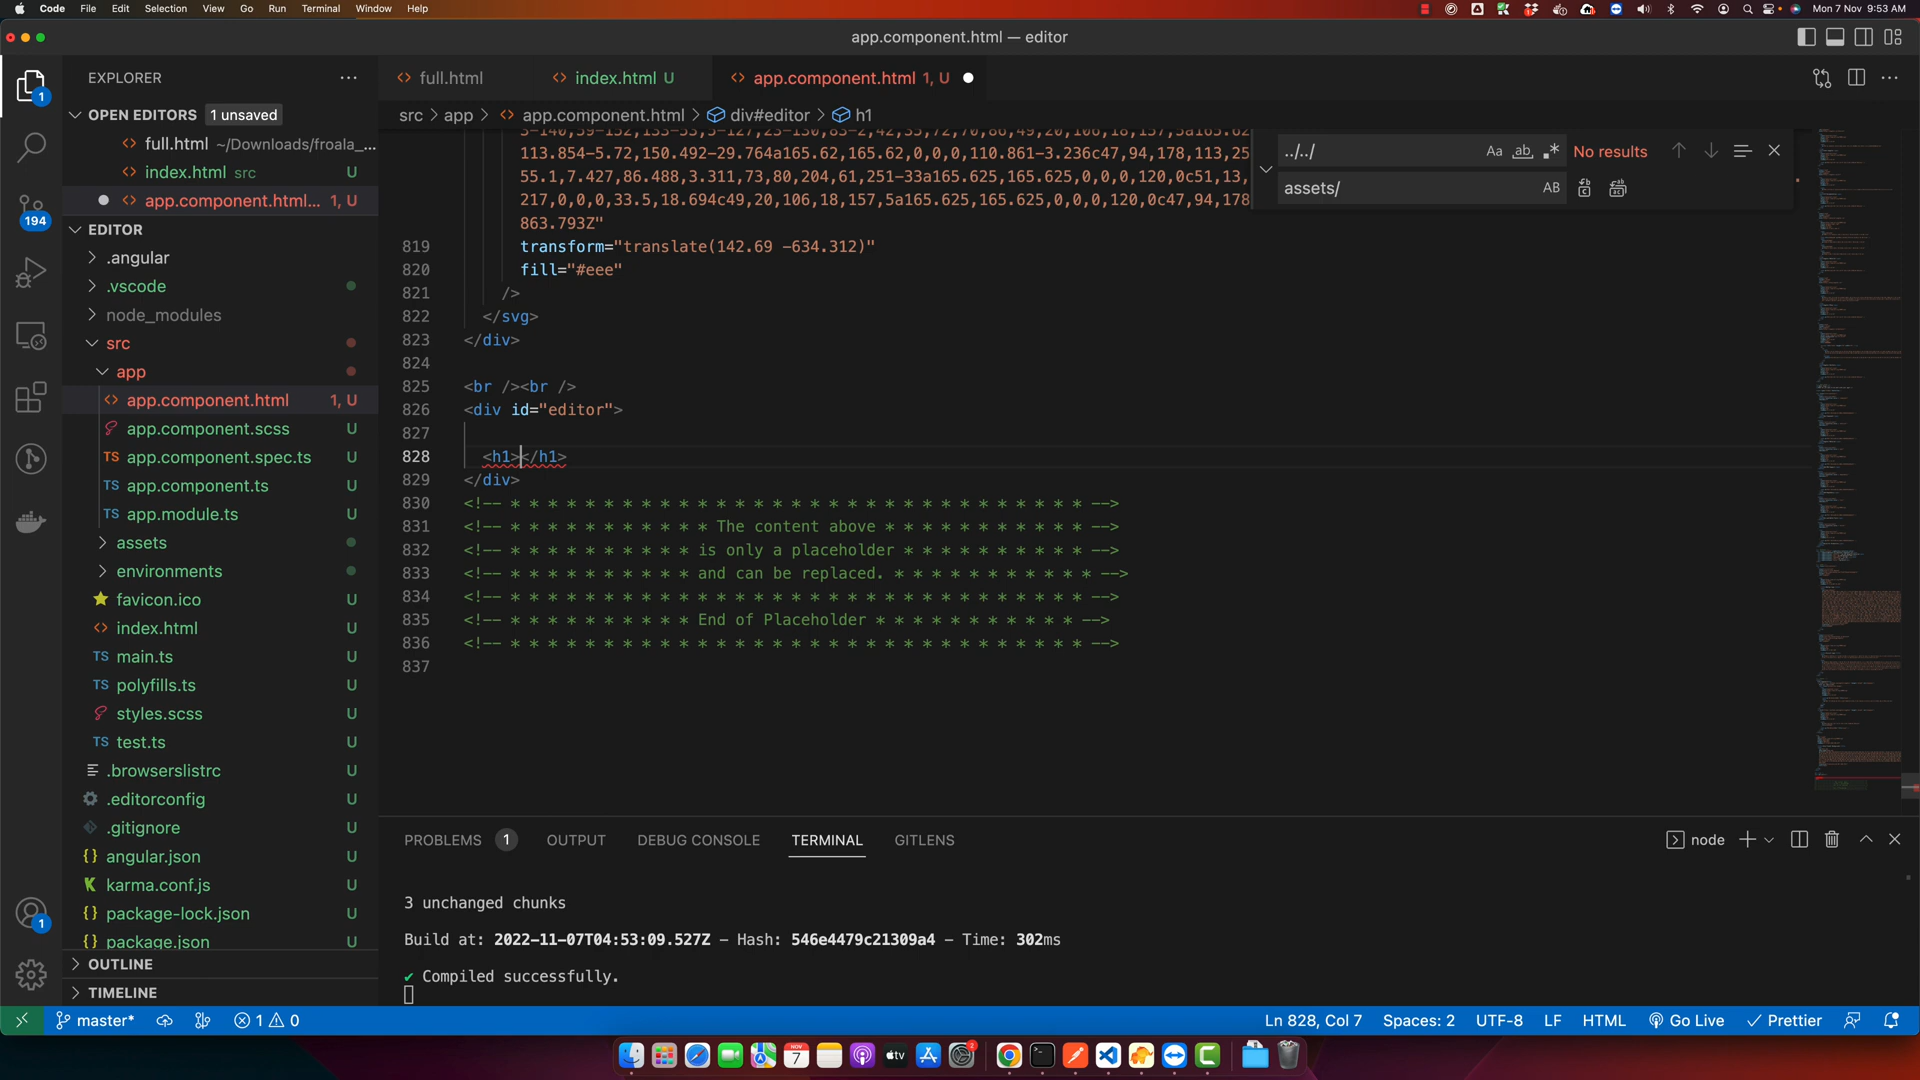 Code File Edit Selection View Go Run Terminal Window Help
Mon 7 Nov 9:53 AM
app.component.html — editor
EXPLORER
full.html
index.html U
app.component.html 1, U
OPEN EDITORS 1 unsaved
src > app > app.component.html > div#editor > h1
full.html ~/Downloads/froala_...
index.html src U
app.component.html... 1, U
EDITOR
.angular
.vscode
node_modules
src
app
app.component.html 1, U
app.component.scss U
app.component.spec.ts U
app.component.ts U
app.module.ts U
assets
environments
favicon.ico U
index.html U
main.ts U
polyfills.ts U
styles.scss U
test.ts U
.browserslistrc U
.editorconfig U
.gitignore U
angular.json U
karma.conf.js U
package-lock.json U
package.json U
OUTLINE
TIMELINE
1
194
1
../../ Aa ab .* No results
assets/ AB
113.854-5.72,150.492-29.764a165.62,165.62,0,0,0,110.861-3.236c47,94,178,113,25
55.1,7.427,86.488,3.311,73,80,204,61,251-33a165.625,165.625,0,0,0,120,0c51,13,
217,0,0,0,33.5,18.694c49,20,106,18,157,5a165.625,165.625,0,0,0,120,0c47,94,178
863.793Z"
819 transform="translate(142.69 -634.312)"
820 fill="#eee"
821 />
822 </svg>
823 </div>
824
825 <br /><br />
826 <div id="editor">
827
828 <h1></h1>
829 </div>
830 <!-- * * * * * * * * * * * * * * * * * * * * * * * * * * * * * * * -->
831 <!-- * * * * * * * * * * * The content above * * * * * * * * * * * -->
832 <!-- * * * * * * * * * * is only a placeholder * * * * * * * * * * -->
833 <!-- * * * * * * * * * * and can be replaced. * * * * * * * * * * * -->
834 <!-- * * * * * * * * * * * * * * * * * * * * * * * * * * * * * * * -->
835 <!-- * * * * * * * * * * End of Placeholder * * * * * * * * * * * -->
836 <!-- * * * * * * * * * * * * * * * * * * * * * * * * * * * * * * * -->
837
PROBLEMS 1 OUTPUT DEBUG CONSOLE TERMINAL GITLENS
node
3 unchanged chunks
Build at: 2022-11-07T04:53:09.527Z - Hash: 546e4479c21309a4 - Time: 302ms
✔ Compiled successfully.
master* 1 0
Ln 828, Col 7 Spaces: 2 UTF-8 LF HTML Go Live Prettier
NOV
7
tv
2